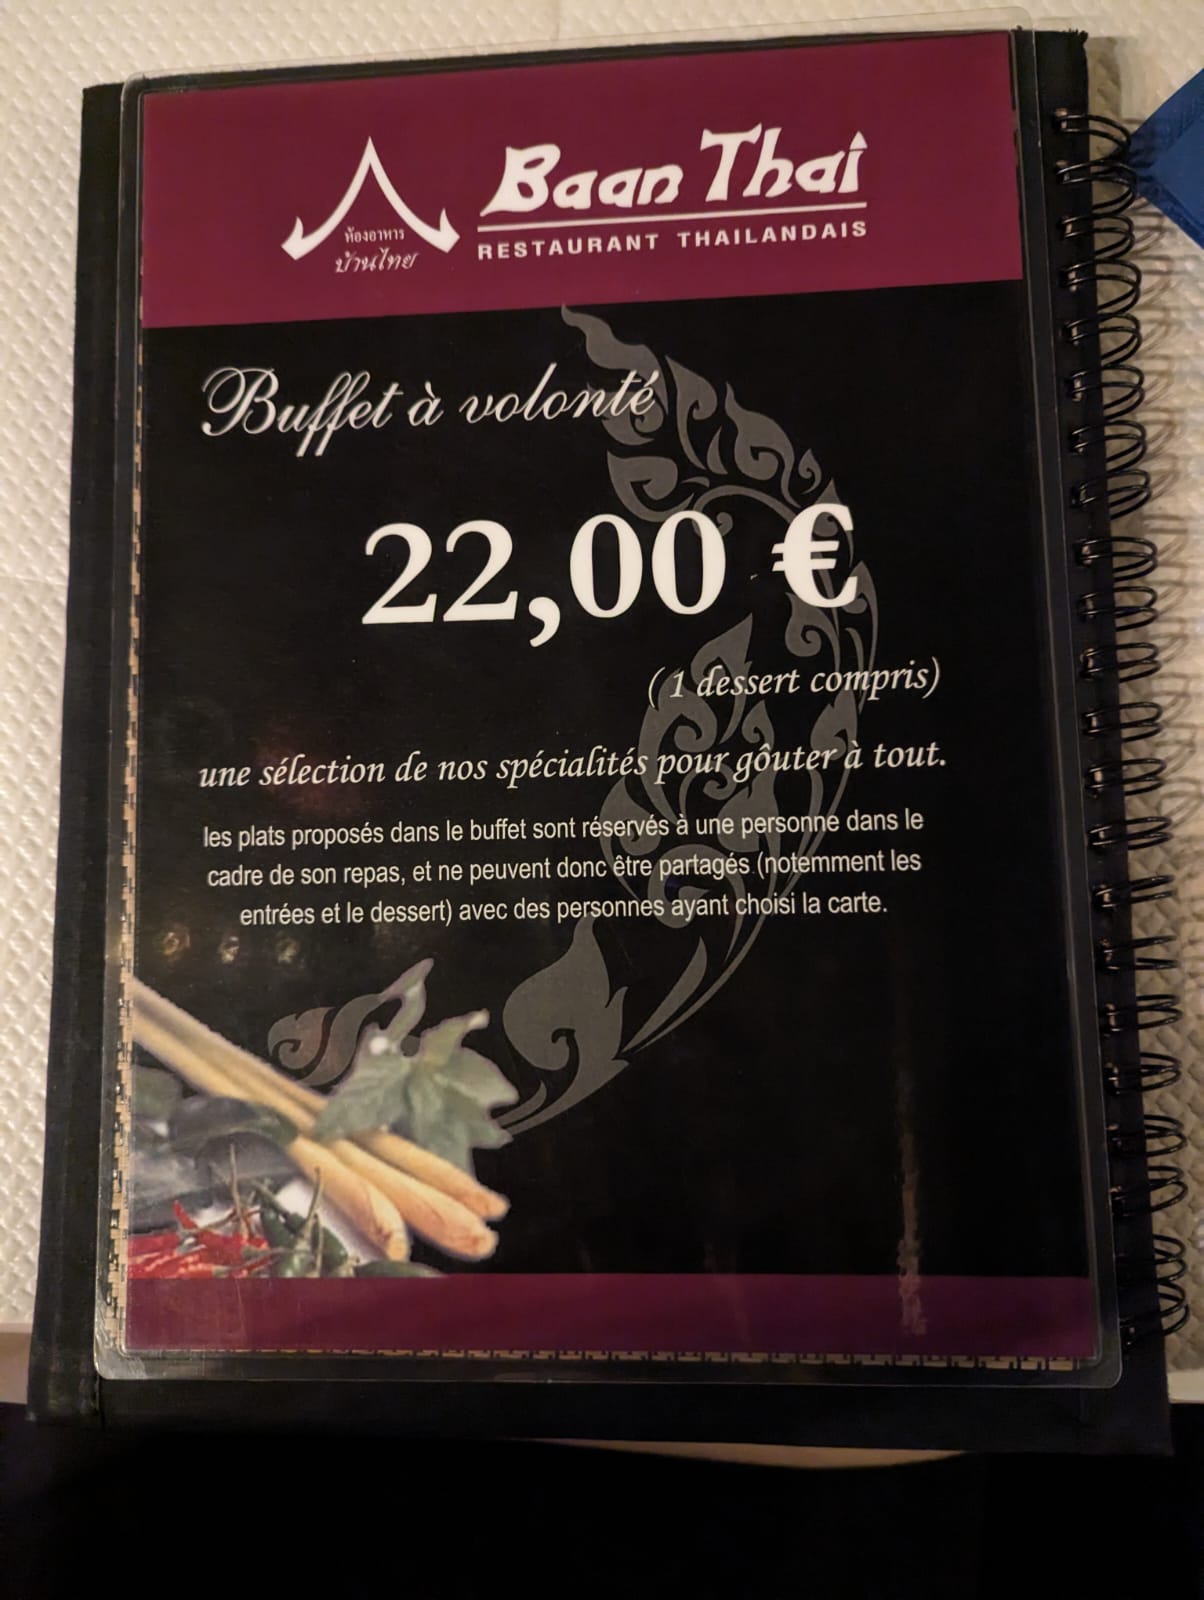 Baan Thai
RESTAURANT THAILANDAIS
ห้องอาหาร
บ้านไทย
Buffet à volonté
22,00 €
( 1 dessert compris)
une sélection de nos spécialités pour gôuter à tout.
les plats proposés dans le buffet sont réservés à une personne dans le
cadre de son repas, et ne peuvent donc être partagés (notemment les
entrées et le dessert) avec des personnes ayant choisi la carte.